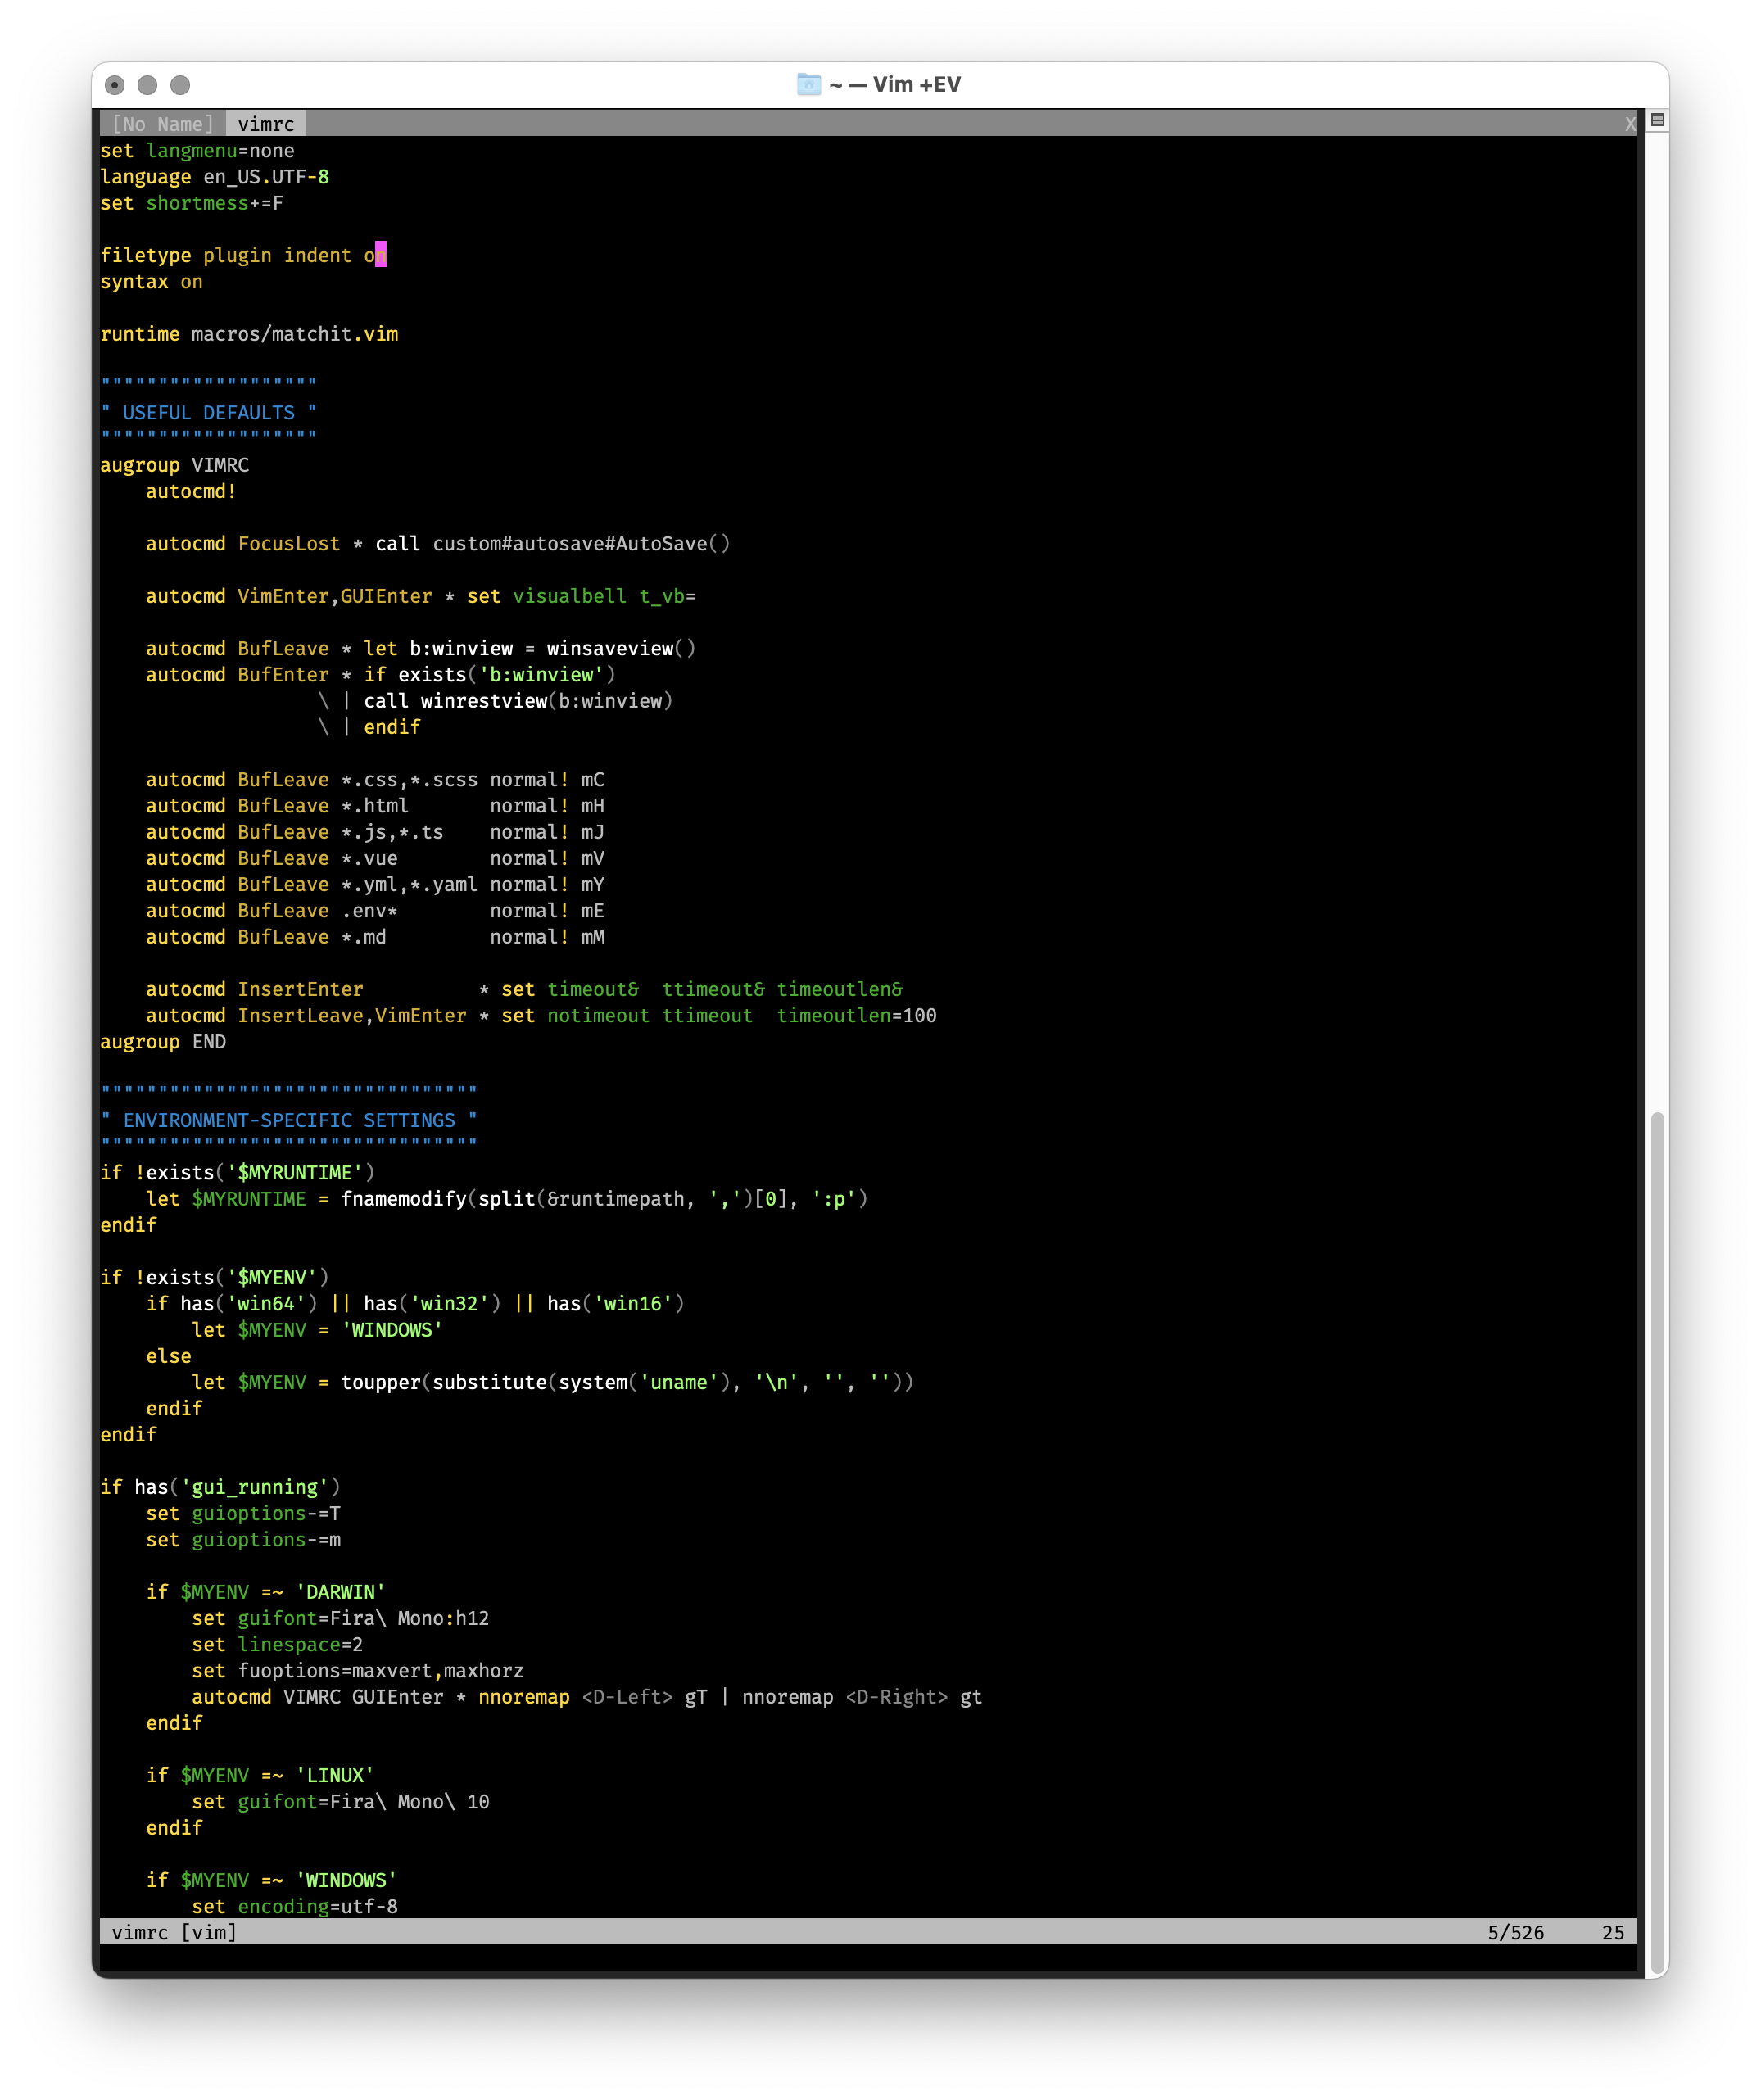 ~ — Vim +EV
[No Name] vimrc X
set langmenu=none
language en_US.UTF-8
set shortmess+=F

filetype plugin indent on
syntax on

runtime macros/matchit.vim

"""""""""""""""""""
" USEFUL DEFAULTS "
"""""""""""""""""""
augroup VIMRC
    autocmd!

    autocmd FocusLost * call custom#autosave#AutoSave()

    autocmd VimEnter,GUIEnter * set visualbell t_vb=

    autocmd BufLeave * let b:winview = winsaveview()
    autocmd BufEnter * if exists('b:winview')
                   \ | call winrestview(b:winview)
                   \ | endif

    autocmd BufLeave *.css,*.scss normal! mC
    autocmd BufLeave *.html       normal! mH
    autocmd BufLeave *.js,*.ts    normal! mJ
    autocmd BufLeave *.vue        normal! mV
    autocmd BufLeave *.yml,*.yaml normal! mY
    autocmd BufLeave .env*        normal! mE
    autocmd BufLeave *.md         normal! mM

    autocmd InsertEnter          * set timeout&  ttimeout& timeoutlen&
    autocmd InsertLeave,VimEnter * set notimeout ttimeout  timeoutlen=100
augroup END

"""""""""""""""""""""""""""""""""
" ENVIRONMENT-SPECIFIC SETTINGS "
"""""""""""""""""""""""""""""""""
if !exists('$MYRUNTIME')
    let $MYRUNTIME = fnamemodify(split(&runtimepath, ',')[0], ':p')
endif

if !exists('$MYENV')
    if has('win64') || has('win32') || has('win16')
        let $MYENV = 'WINDOWS'
    else
        let $MYENV = toupper(substitute(system('uname'), '\n', '', ''))
    endif
endif

if has('gui_running')
    set guioptions-=T
    set guioptions-=m

    if $MYENV =~ 'DARWIN'
        set guifont=Fira\ Mono:h12
        set linespace=2
        set fuoptions=maxvert,maxhorz
        autocmd VIMRC GUIEnter * nnoremap <D-Left> gT | nnoremap <D-Right> gt
    endif

    if $MYENV =~ 'LINUX'
        set guifont=Fira\ Mono\ 10
    endif

    if $MYENV =~ 'WINDOWS'
        set encoding=utf-8
vimrc [vim] 5/526 25